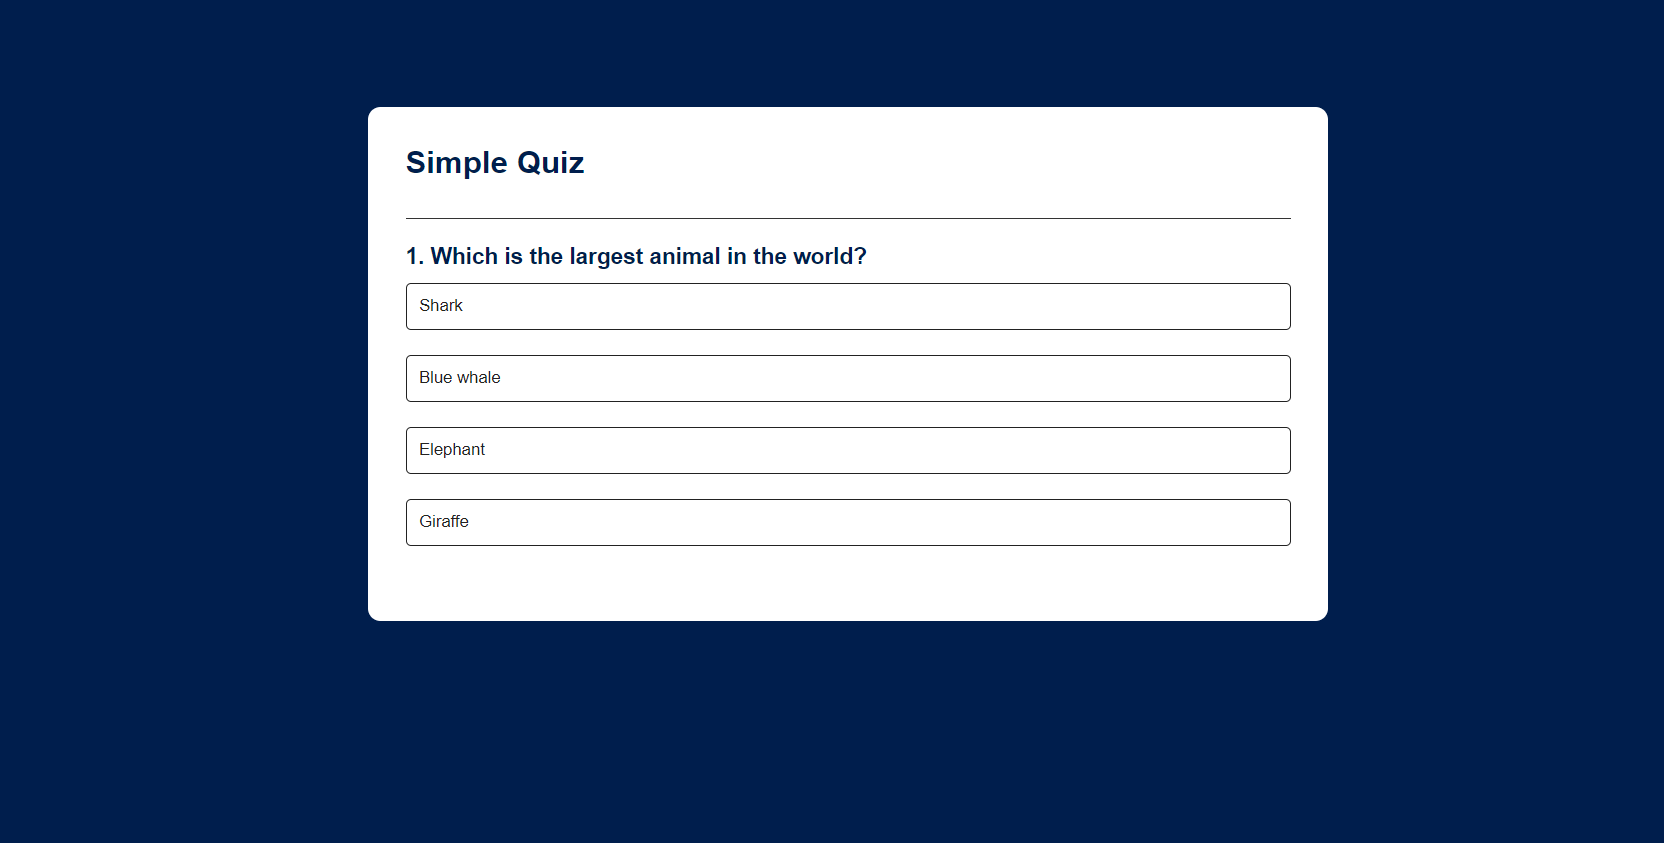 Simple Quiz
1. Which is the largest animal in the world?
Shark
Blue whale
Elephant
Giraffe